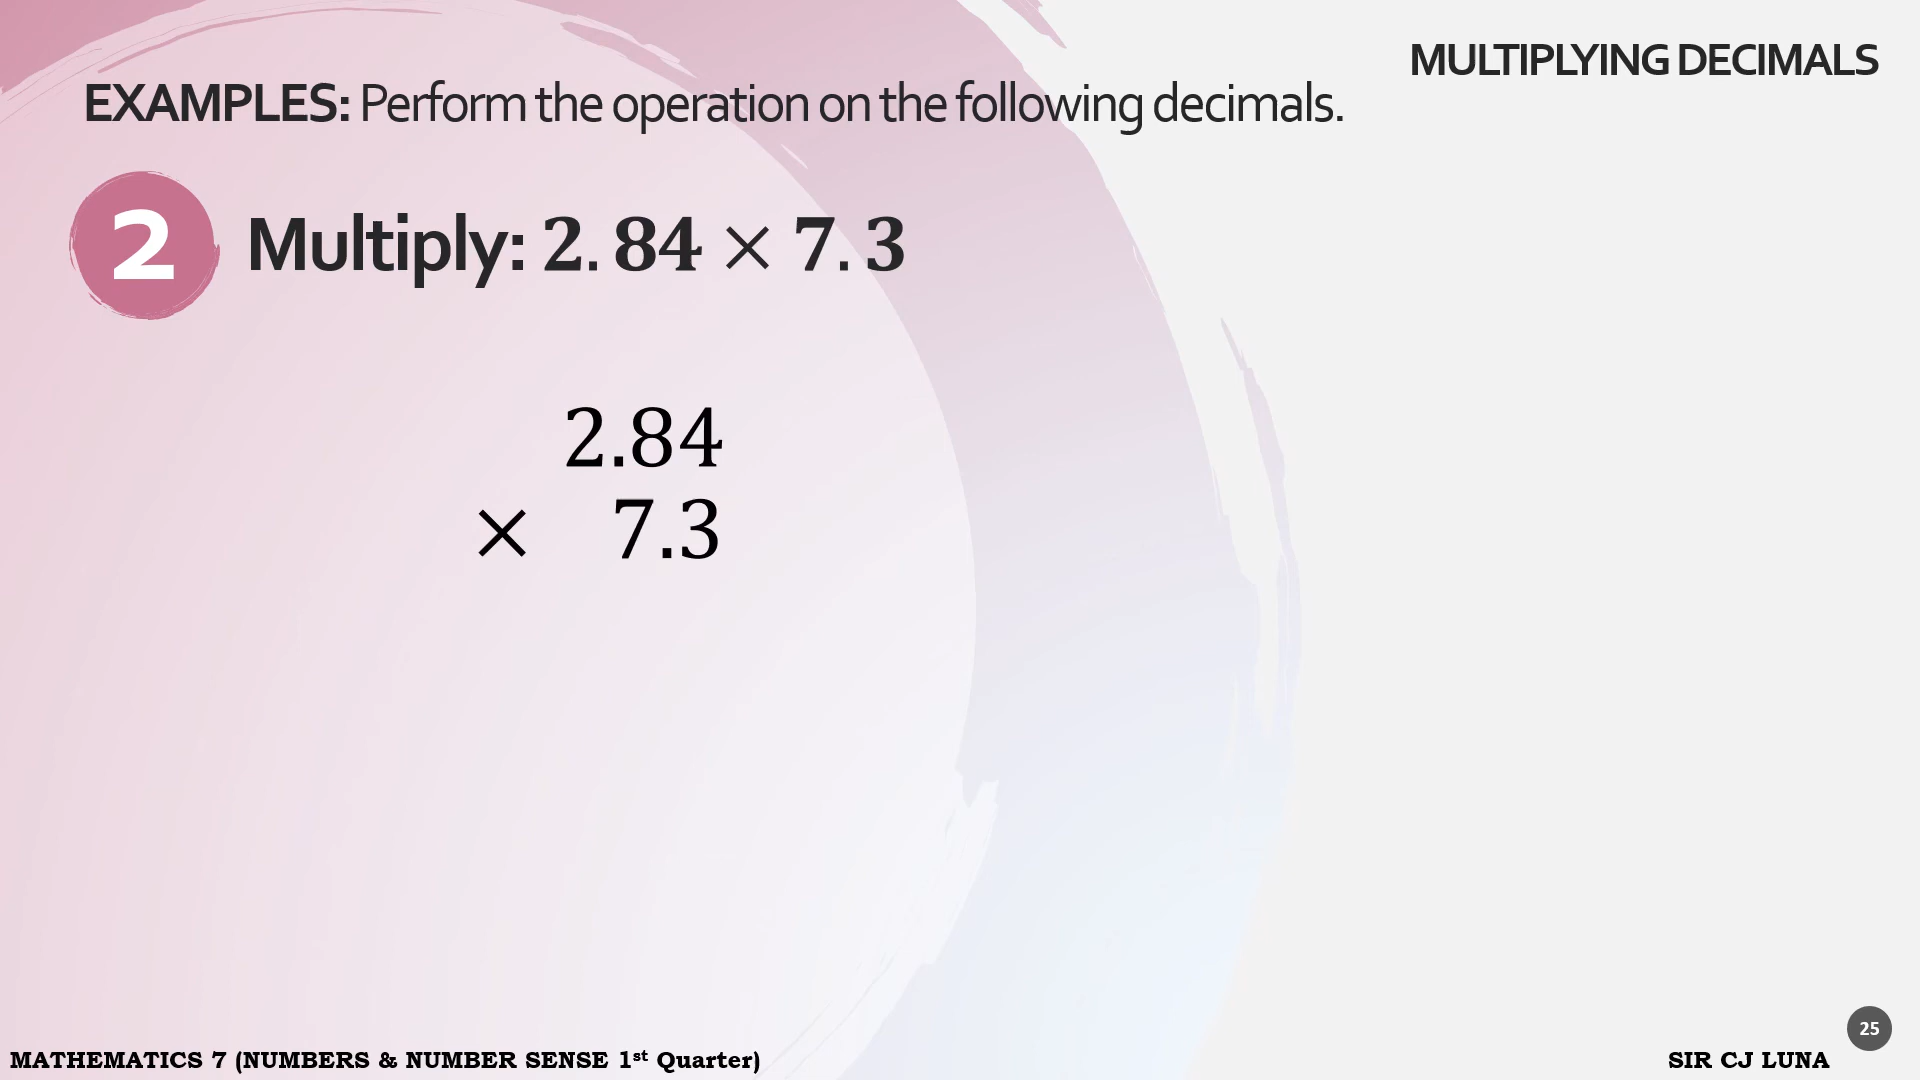 MULTIPLYING DECIMALS
EXAMPLES: Perform the operation on the following decimals.
2 Multiply: 2.84 × 7.3
2.84
× 7.3
25
MATHEMATICS 7 (NUMBERS & NUMBER SENSE 1st Quarter) SIR CJ LUNA